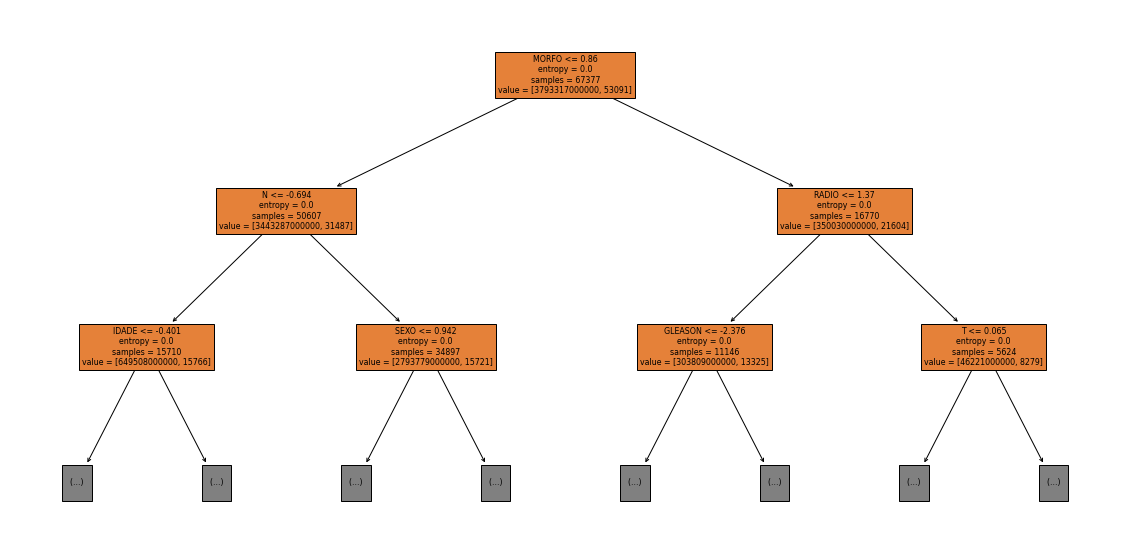 MORFO <= 0.86
entropy = 0.0
samples = 67377
value = [3793317000000, 53091]
N <= -0.694
entropy = 0.0
samples = 50607
value = [3443287000000, 31487]
RADIO <= 1.37
entropy = 0.0
samples = 16770
value = [350030000000, 21604]
IDADE <= -0.401
entropy = 0.0
samples = 15710
value = [649508000000, 15766]
SEXO <= 0.942
entropy = 0.0
samples = 34897
value = [2793779000000, 15721]
GLEASON <= -2.376
entropy = 0.0
samples = 11146
value = [303809000000, 13325]
T <= 0.065
entropy = 0.0
samples = 5624
value = [46221000000, 8279]
(...)
(...)
(...)
(...)
(...)
(...)
(...)
(...)